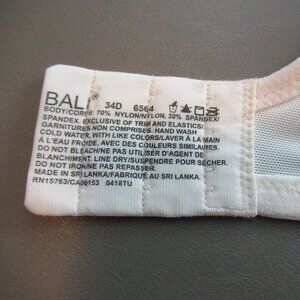 BALI® 34D 6564
BODY/CORPS: 70% NYLON/NYLON, 30% SPANDEX/
SPANDEX. EXCLUSIVE OF TRIM AND ELASTICS/
GARNITURES NON COMPRISES. HAND WASH
COLD WATER, WITH LIKE COLORS/LAVER A LA MAIN
A L'EAU FROIDE, AVEC DES COULEURS SIMILAIRES.
DO NOT BLEACH/NE PAS UTILISER D'AGENT DE
BLANCHIMENT. LINE DRY/SUSPENDRE POUR SECHER.
DO NOT IRON/NE PAS REPASSER.
MADE IN SRI LANKA/FABRIQUÉ AU SRI LANKA.
RN15763/CA00153 0418TU